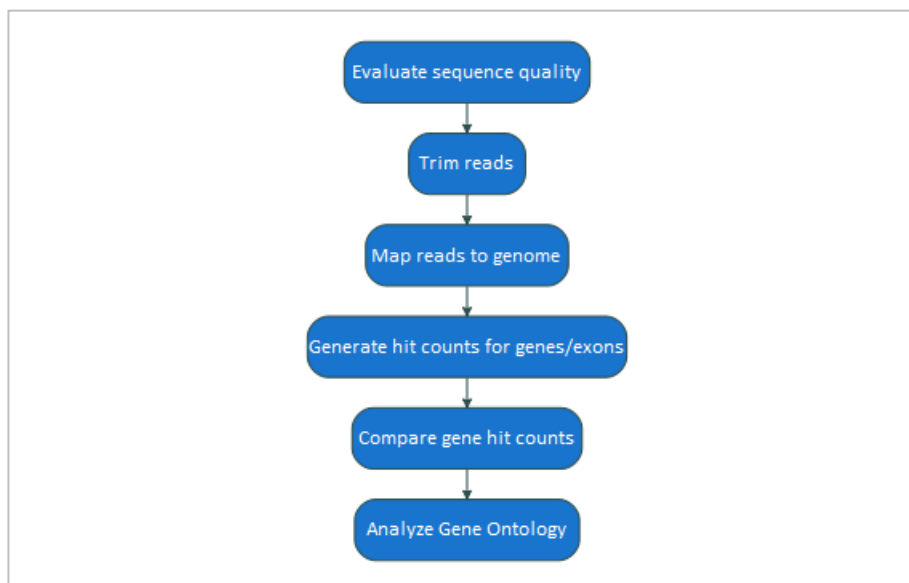 Evaluate sequence quality
Trim reads
Map reads to genome
Generate hit counts for genes/exons
Compare gene hit counts
Analyze Gene Ontology